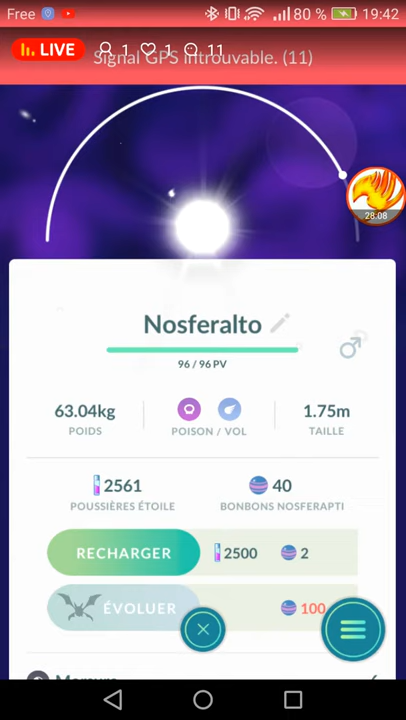 Free 80 % 19:42
LIVE 1 1 11
Signal GPS introuvable. (11)
28:08
Nosferalto
96 / 96 PV
63.04kg 1.75m
POIDS POISON / VOL TAILLE
2561 40
POUSSIÈRES ÉTOILE BONBONS NOSFERAPTI
RECHARGER 2500 2
ÉVOLUER 100